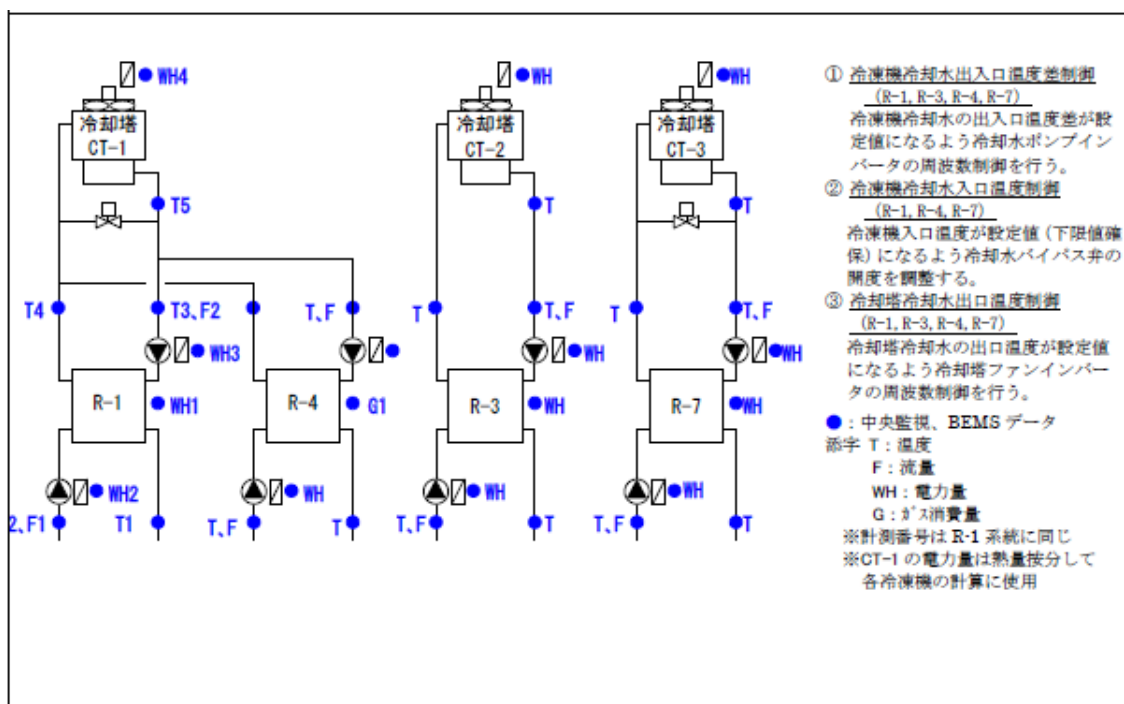 WH4
WH
WH
冷却塔
CT-1
冷却塔
CT-2
冷却塔
CT-3
T5
T
T
T4
T3、F2
T、F
T
T、F
T
T、F
WH3
WH
WH
R-1
WH1
R-4
G1
R-3
WH
R-7
WH
WH2
WH
WH
WH
2、F1
T1
T、F
T
T、F
T
T、F
T
① 冷凍機冷却水出入口温度差制御
(R-1, R-3, R-4, R-7)
冷凍機冷却水の出入口温度差が設
定値になるよう冷却水ポンプイン
バータの周波数制御を行う。
② 冷凍機冷却水入口温度制御
(R-1, R-4, R-7)
冷凍機入口温度が設定値(下限値確
保)になるよう冷却水バイパス弁の
開度を調整する。
③ 冷却塔冷却水出口温度制御
(R-1, R-3, R-4, R-7)
冷却塔冷却水の出口温度が設定値
になるよう冷却塔ファンインバー
タの周波数制御を行う。
●:中央監視、BEMS データ
添字 T:温度
F:流量
WH:電力量
G:ガス消費量
※計測番号は R-1 系統に同じ
※CT-1 の電力量は熱量按分して
各冷凍機の計算に使用